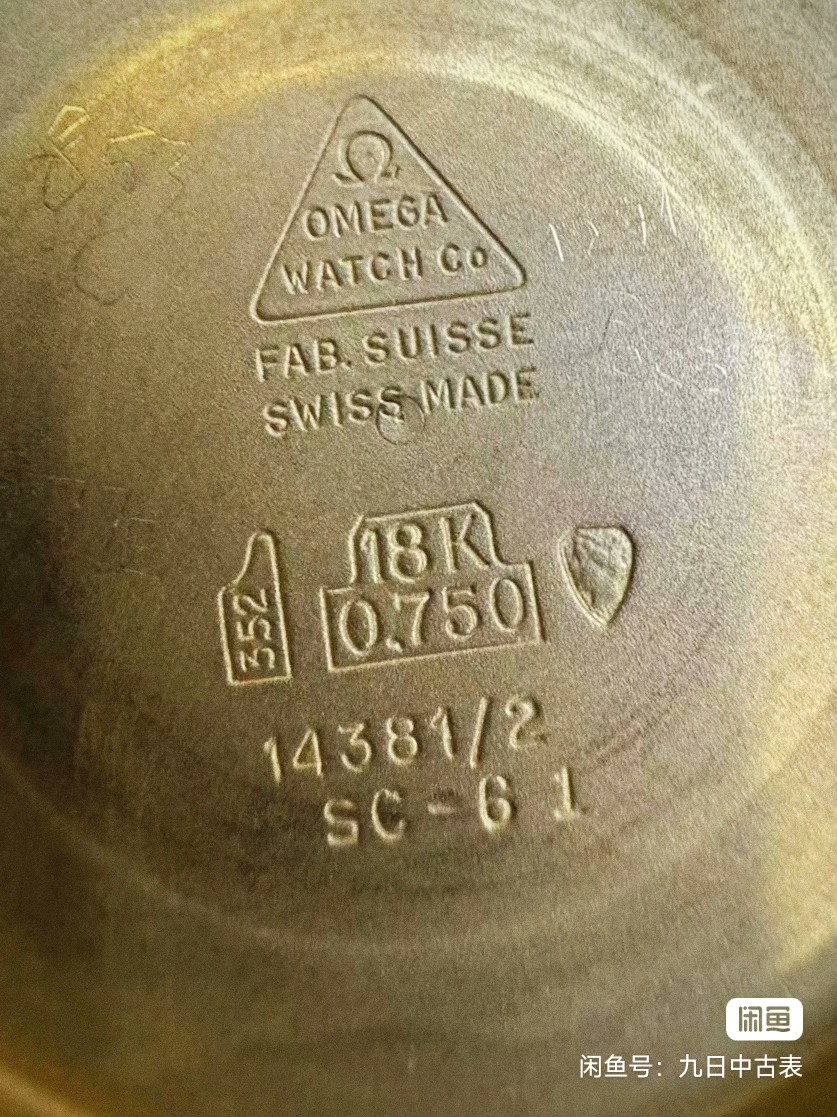 Ω
OMEGA
WATCH Co
FAB. SUISSE
SWISS MADE
352
18K
0.750
14381/2
SC-61
闲鱼
闲鱼号：九日中古表